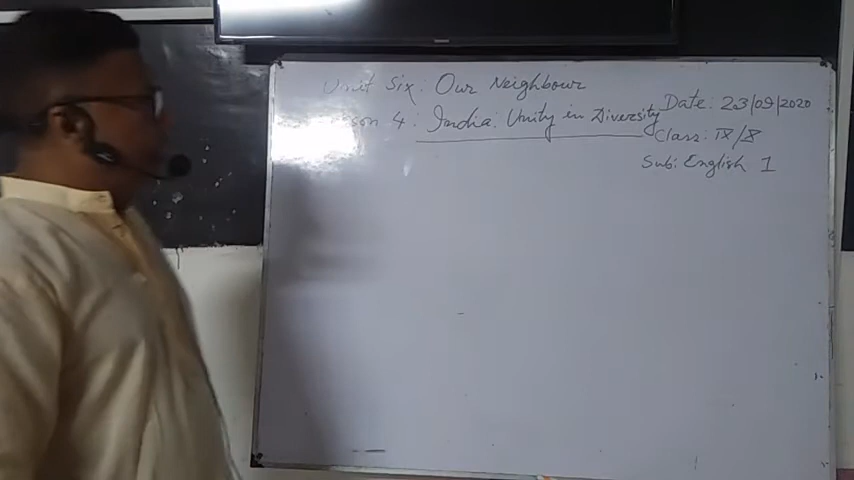 Unit Six: Our Neighbour
Lesson 4: India: Unity in Diversity
Date: 23/09/2020
Class: IX/X
Sub: English 1